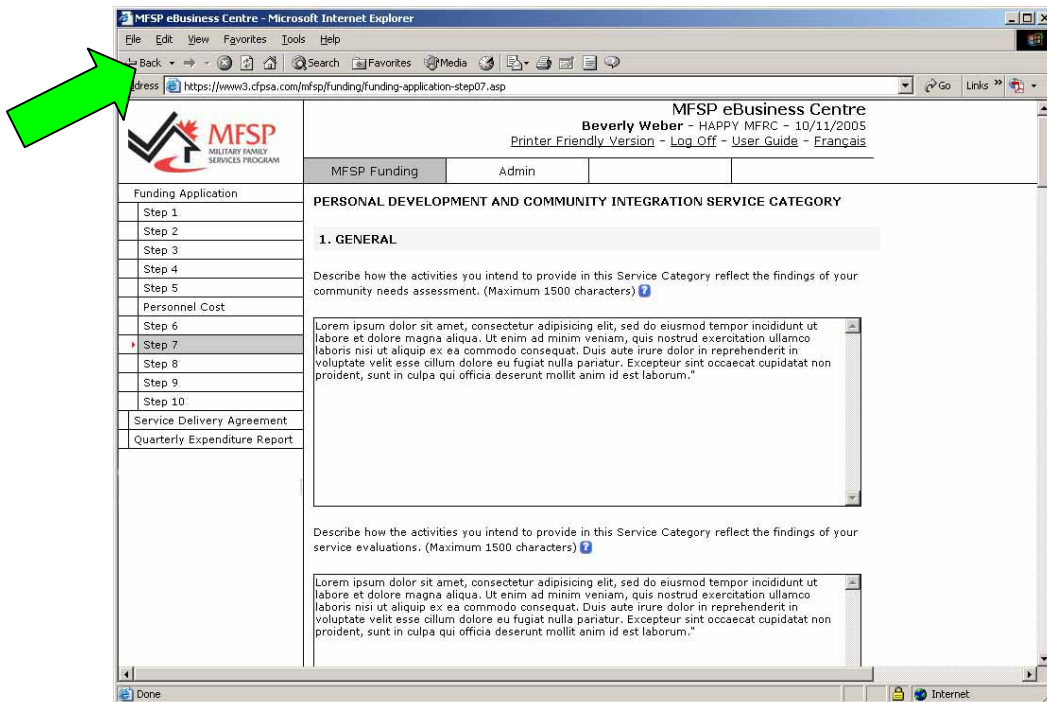 MFSP eBusiness Centre - Microsoft Internet Explorer
File Edit View Favorites Tools Help
Back Search Favorites Media
https://www3.cfpsa.com/mfsp/funding/funding-application-step07.asp Go Links »
MFSP
MILITARY FAMILY
SERVICES PROGRAM
MFSP eBusiness Centre
Beverly Weber - HAPPY MFRC - 10/11/2005
Printer Friendly Version - Log Off - User Guide - Français
MFSP Funding Admin
Funding Application
Step 1
Step 2
Step 3
Step 4
Step 5
Personnel Cost
Step 6
Step 7
Step 8
Step 9
Step 10
Service Delivery Agreement
Quarterly Expenditure Report
PERSONAL DEVELOPMENT AND COMMUNITY INTEGRATION SERVICE CATEGORY
1. GENERAL
Describe how the activities you intend to provide in this Service Category reflect the findings of your
community needs assessment. (Maximum 1500 characters) ?
Lorem ipsum dolor sit amet, consectetur adipisicing elit, sed do eiusmod tempor incididunt ut
labore et dolore magna aliqua. Ut enim ad minim veniam, quis nostrud exercitation ullamco
laboris nisi ut aliquip ex ea commodo consequat. Duis aute irure dolor in reprehenderit in
voluptate velit esse cillum dolore eu fugiat nulla pariatur. Excepteur sint occaecat cupidatat non
proident, sunt in culpa qui officia deserunt mollit anim id est laborum."
Describe how the activities you intend to provide in this Service Category reflect the findings of your
service evaluations. (Maximum 1500 characters) ?
Lorem ipsum dolor sit amet, consectetur adipisicing elit, sed do eiusmod tempor incididunt ut
labore et dolore magna aliqua. Ut enim ad minim veniam, quis nostrud exercitation ullamco
laboris nisi ut aliquip ex ea commodo consequat. Duis aute irure dolor in reprehenderit in
voluptate velit esse cillum dolore eu fugiat nulla pariatur. Excepteur sint occaecat cupidatat non
proident, sunt in culpa qui officia deserunt mollit anim id est laborum."
Done Internet